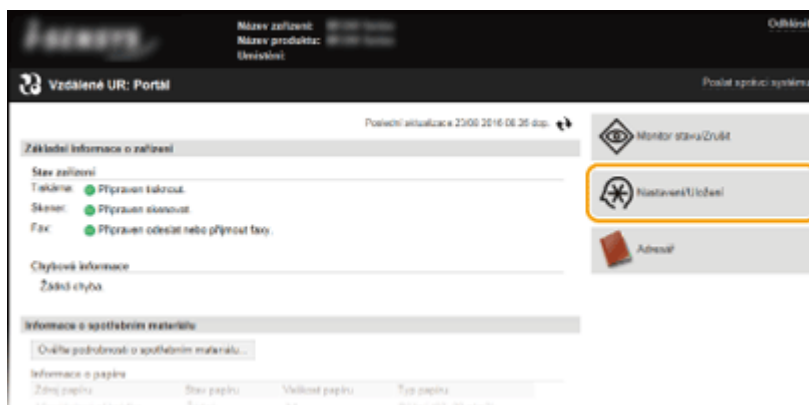 Název zařízení:
Název produktu:
Umístění:
Odhlásit
Vzdálené UR: Portál
Poslat správci systému
Poslední aktualizace 23/08 2016 08:26 dop.
Základní informace o zařízení
Stav zařízení
Tiskárna: Připraven tisknout.
Skener: Připraven skenovat.
Fax: Připraven odeslat nebo přijmout faxy.
Chybová informace
Žádná chyba.
Informace o spotřebním materiálu
Ověřte podrobnosti o spotřebním materiálu...
Informace o papíru
Zdroj papíru Stav papíru Velikost papíru Typ papíru
Monitor stavu/Zrušit
Nastavení/Uložení
Adresář